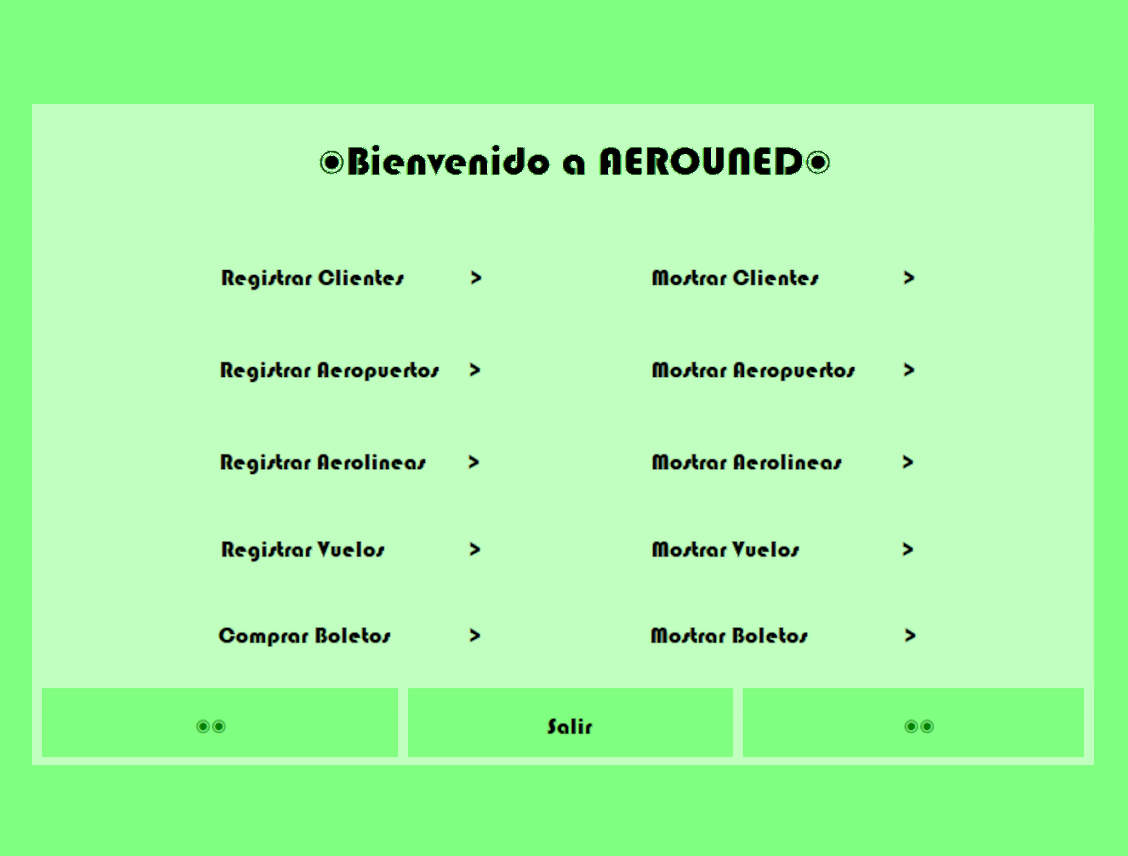 ◉Bienvenido a AEROUNED◉
Registrar Clientes > Mostrar Clientes >
Registrar Aeropuertos > Mostrar Aeropuertos >
Registrar Aerolineas > Mostrar Aerolineas >
Registrar Vuelos > Mostrar Vuelos >
Comprar Boletos > Mostrar Boletos >
◉◉ Salir ◉◉